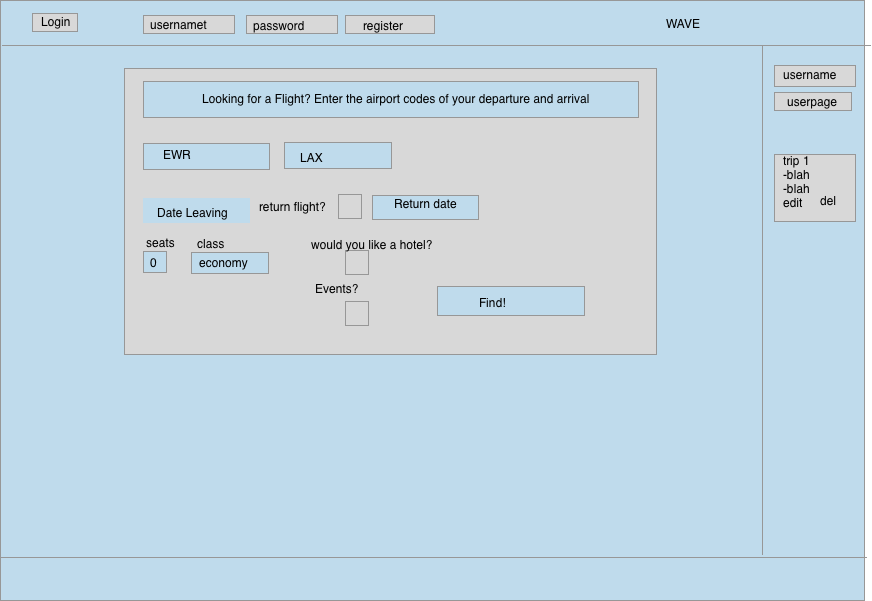 Login
usernamet
password
register
WAVE
username
userpage
Looking for a Flight? Enter the airport codes of your departure and arrival
EWR
LAX
trip 1
-blah
-blah
edit del
Date Leaving
return flight?
Return date
seats
class
would you like a hotel?
0
economy
Events?
Find!